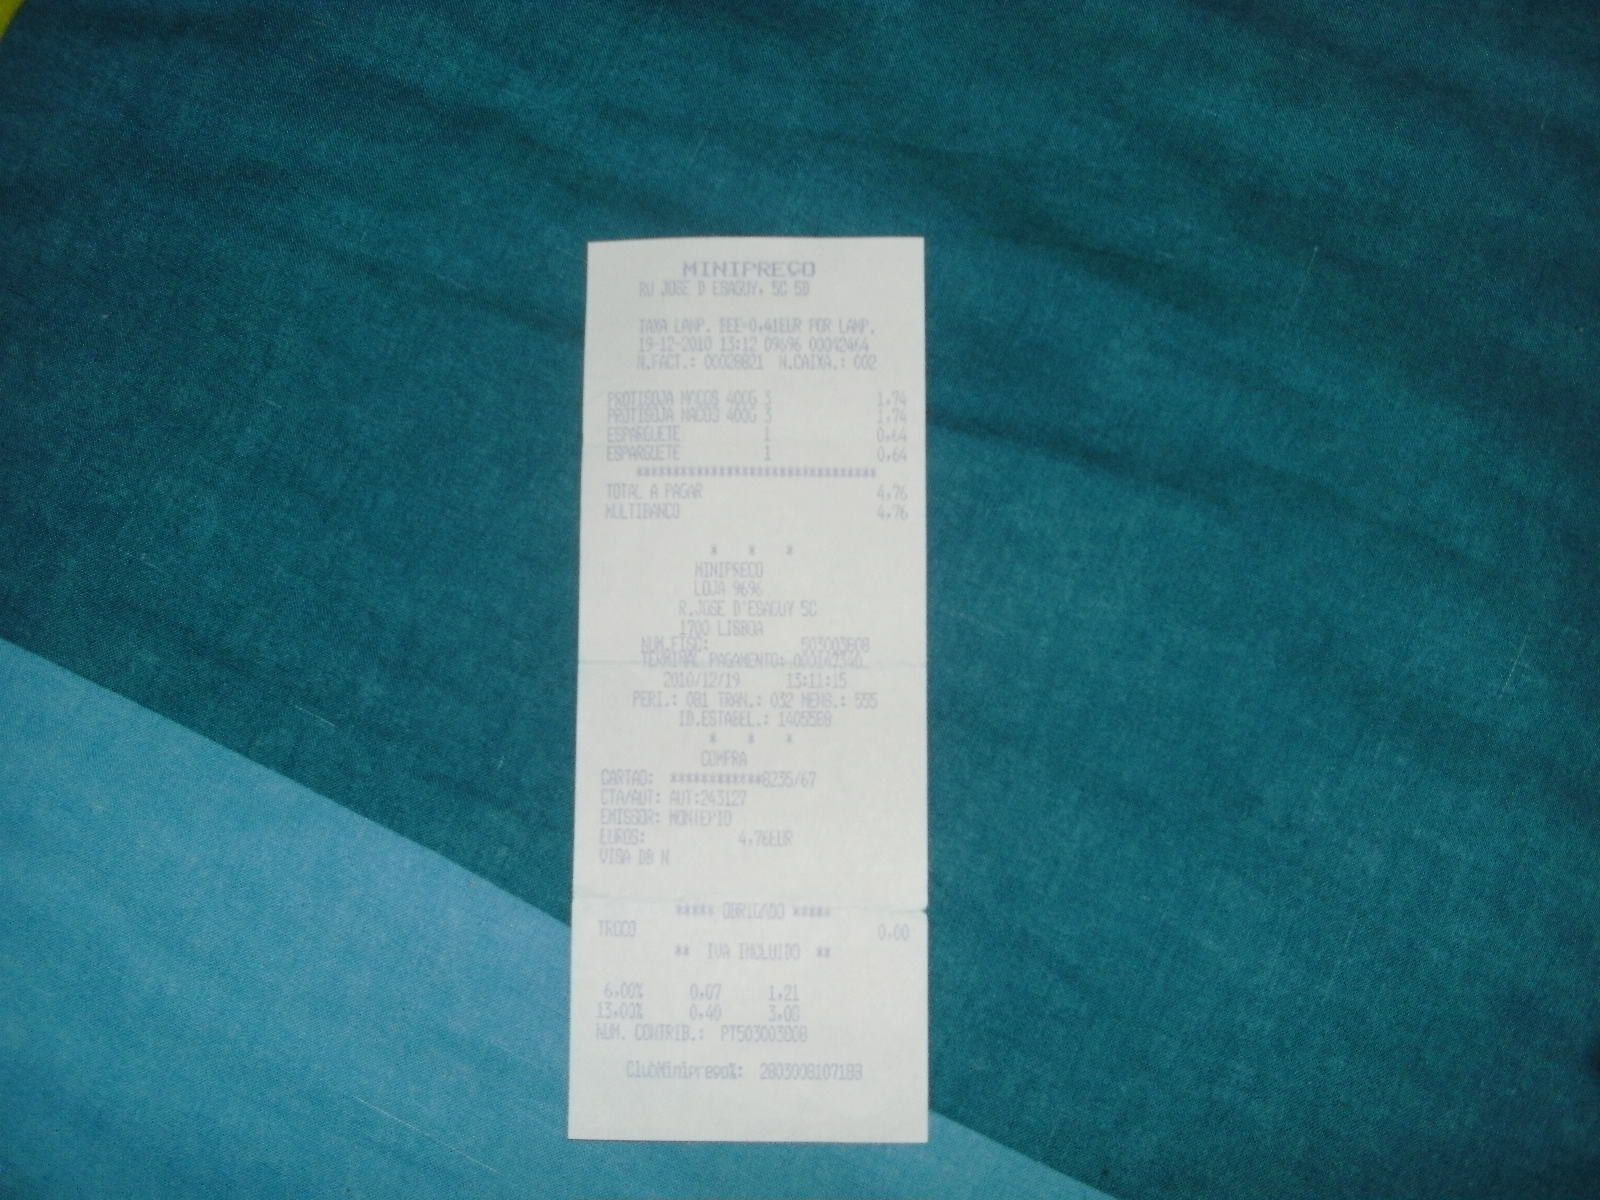 MINIPREÇO
RU JOSE D ESAGUY, 5C 5D
TAXA LAMP. REE=0,41EUR POR LAMP.
19-12-2010 13:12 09696 00042464
N.FACT.: 00028821 N.CAIXA.: 002
PROTISOJA NACOS 400G 3 1,74
PROTISOJA NACOS 400G 3 1,74
ESPARGUETE 1 0,64
ESPARGUETE 1 0,64
*******************************
TOTAL A PAGAR 4,76
MULTIBANCO 4,76
* * *
MINIPRECO
LOJA 9696
R.JOSE D'ESAGUY 5C
1700 LISBOA
NUM.FISC: 503003608
TERMINAL PAGAMENTO:
2010/12/19 13:11:15
PERI.: 081 TRAN.: 032 MENS.: 555
ID.ESTABEL.:
* * *
COMPRA
CARTAO: ************8235/67
CTA/AUT: AUT:243127
EMISSOR: MONTEPIO
EUROS: 4,76EUR
VISA DB N
***** OBRIGADO *****
TROCO 0,00
** IVA INCLUIDO **
6,00% 0,07 1,21
13,00% 0,40 3,08
NUM. CONTRIB.: PT503003608
ClubMinipreço%: